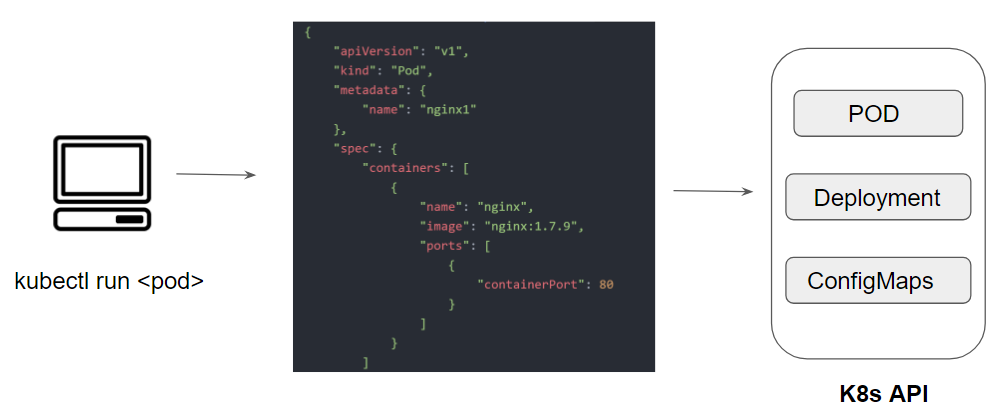 kubectl run <pod>
{
    "apiVersion": "v1",
    "kind": "Pod",
    "metadata": {
        "name": "nginx1"
    },
    "spec": {
        "containers": [
            {
                "name": "nginx",
                "image": "nginx:1.7.9",
                "ports": [
                    {
                        "containerPort": 80
                    }
                ]
            }
        ]
POD
Deployment
ConfigMaps
K8s API